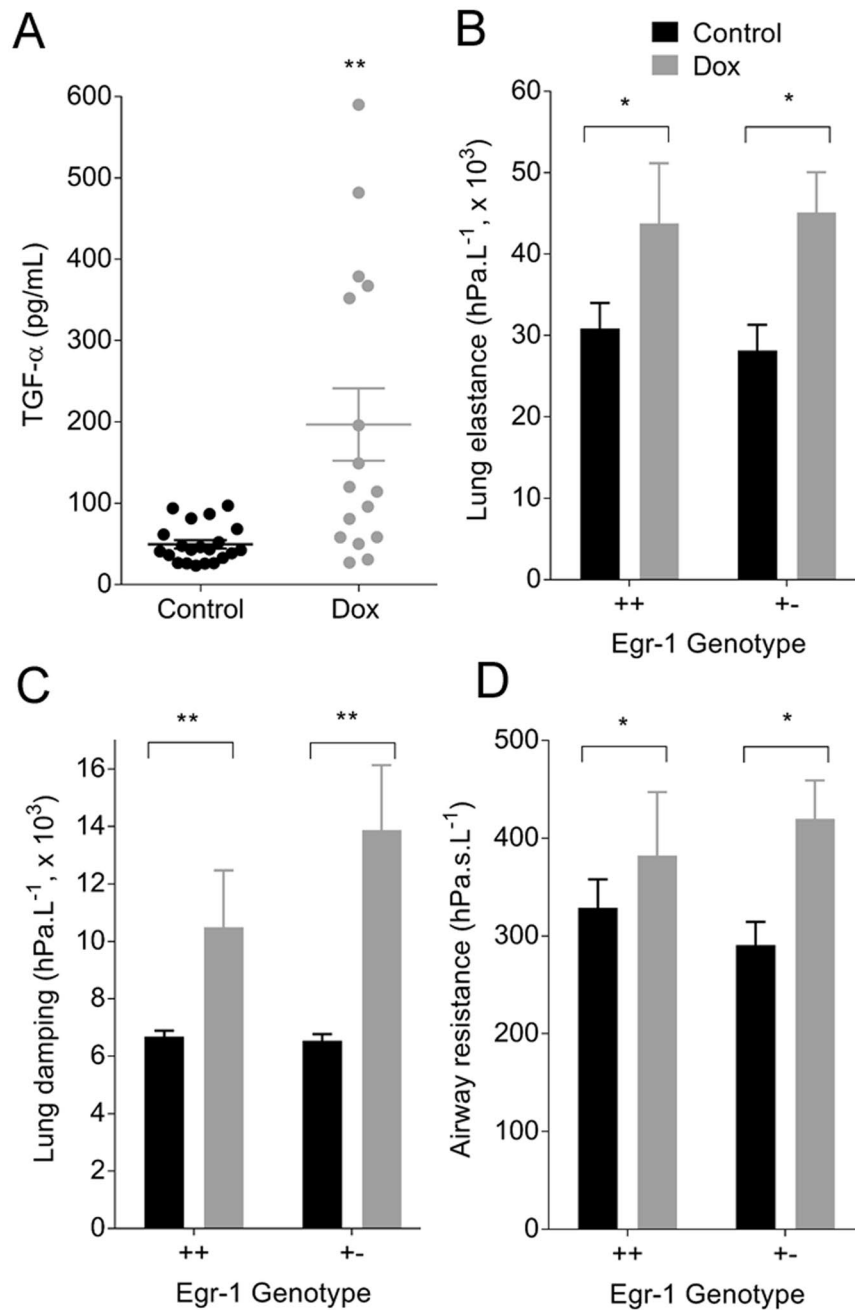 A
**
600
500
400
300
200
100
0
TGF-α (pg/mL)
Control
Dox
B
Control
Dox
*
*
60
50
40
30
20
10
0
Lung elastance (hPa.L⁻¹, x 10³)
++
+-
Egr-1 Genotype
C
**
**
16
14
12
10
8
6
4
2
0
Lung damping (hPa.L⁻¹, x 10³)
++
+-
Egr-1 Genotype
D
*
*
500
400
300
200
100
0
Airway resistance (hPa.s.L⁻¹)
++
+-
Egr-1 Genotype